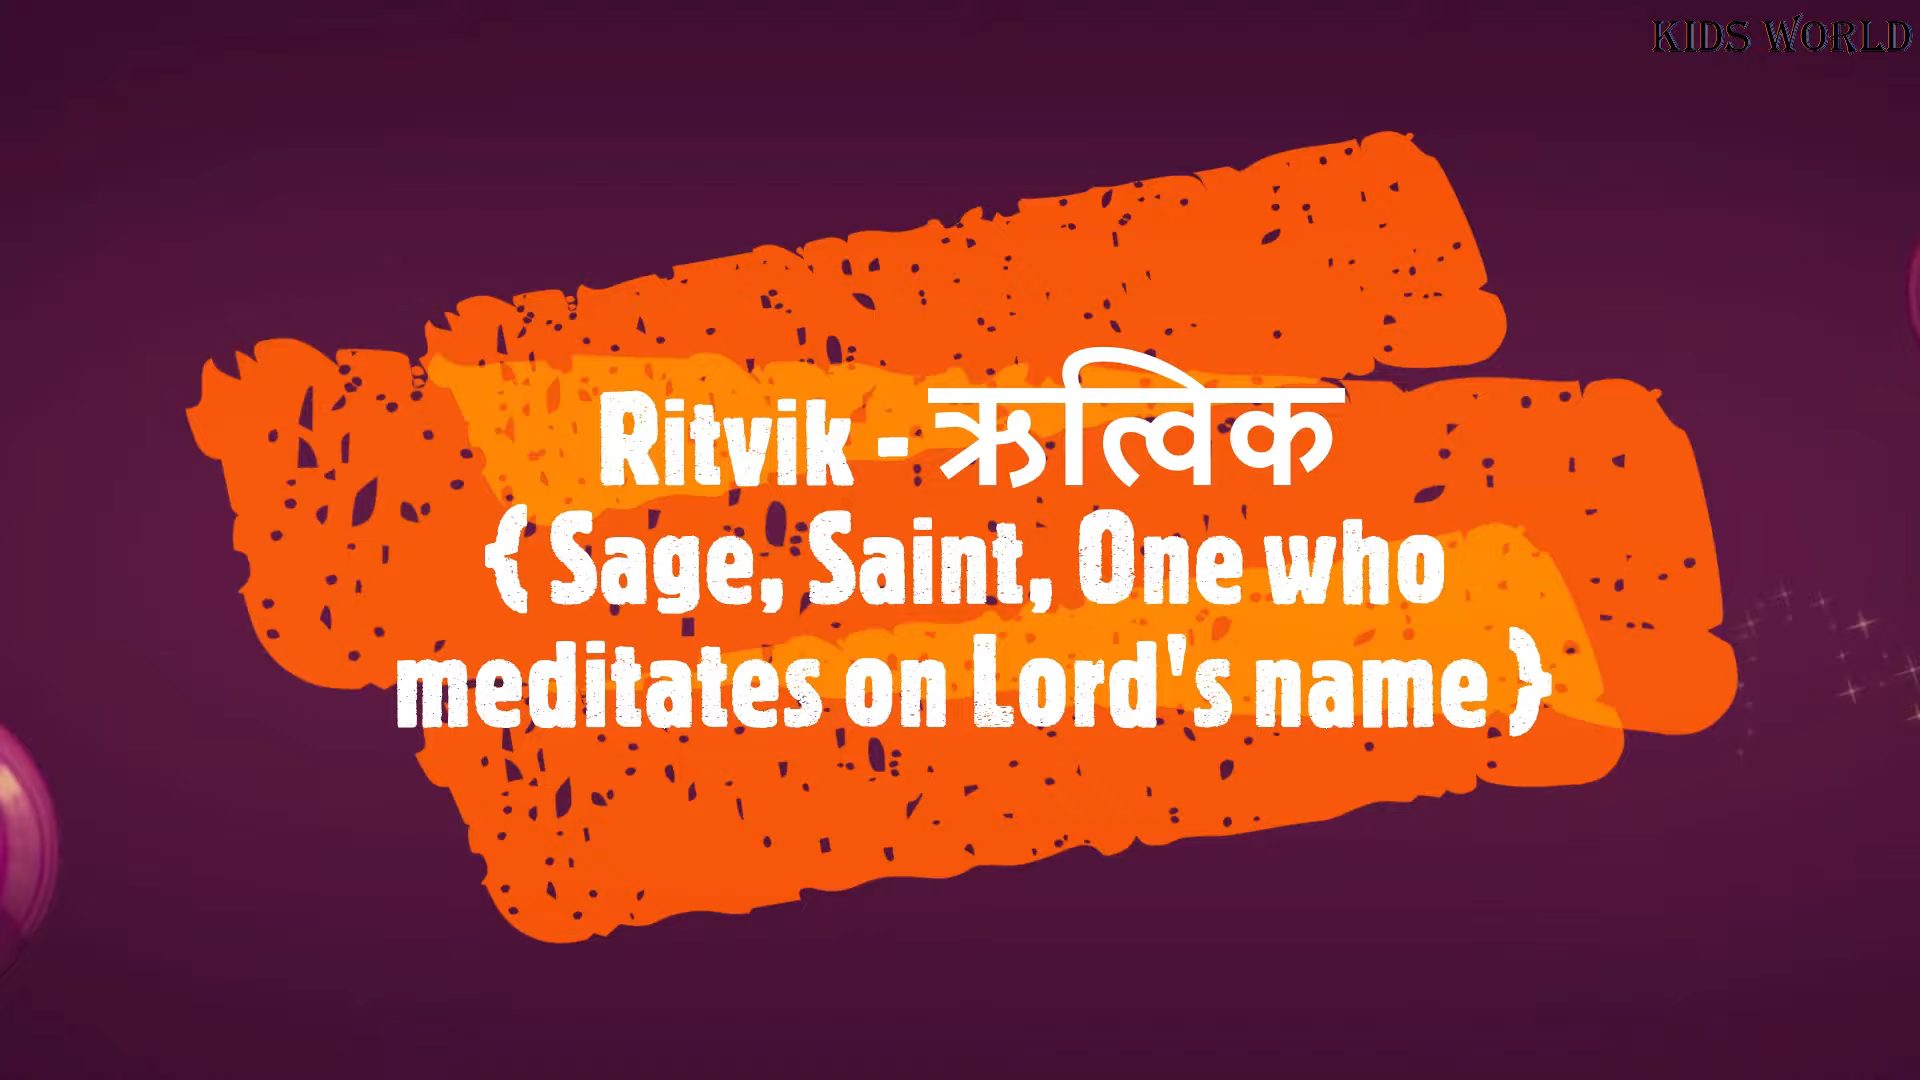 KIDS WORLD
Ritvik - ऋत्विक
{ Sage, Saint, One who
meditates on Lord's name }